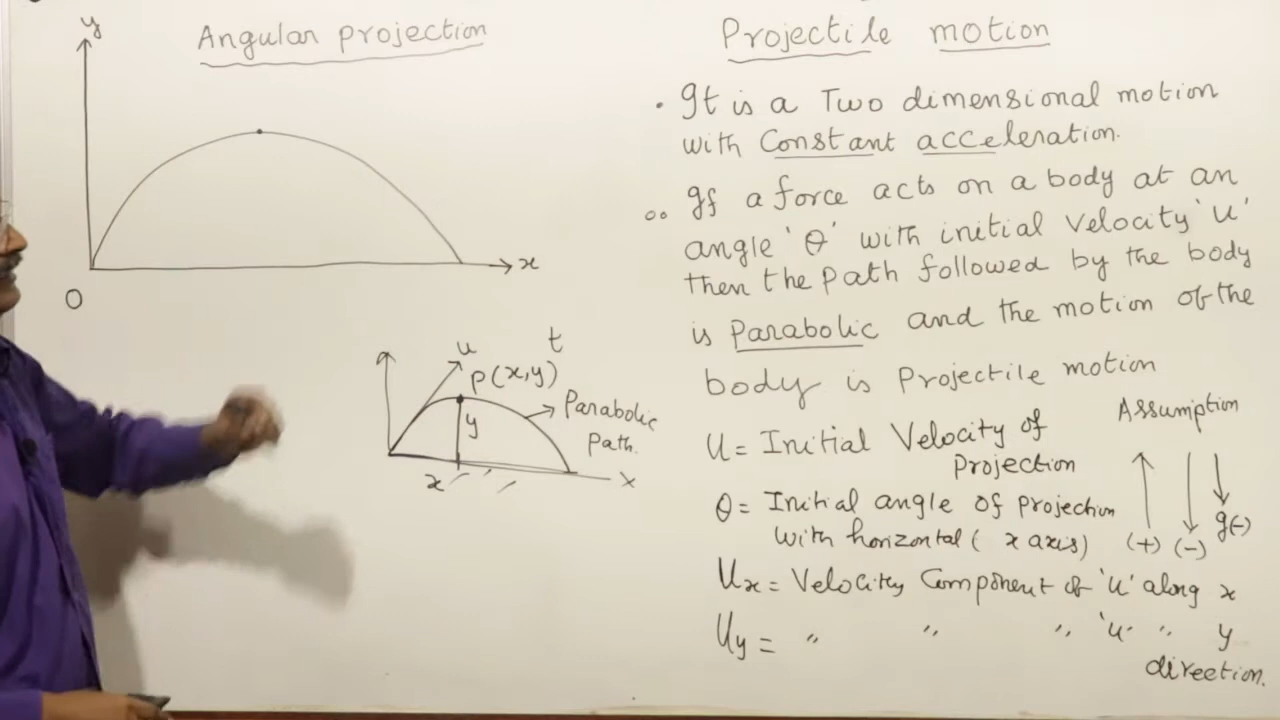 y
Angular projection
x
O
u
t
P(x,y)
y
Parabolic
Path.
x
x
Projectile motion
• It is a Two dimensional motion
with Constant acceleration.
oo If a force acts on a body at an
angle 'θ' with initial velocity 'u'
then the path followed by the body
is Parabolic and the motion of the
body is Projectile motion
Assumption
U = Initial Velocity of
Projection
θ = Initial angle of projection
with horizontal ( x axis)
(+) (-) g(-)
Ux = Velocity Component of 'u' along x
Uy = " " " 'u' " y
direction.